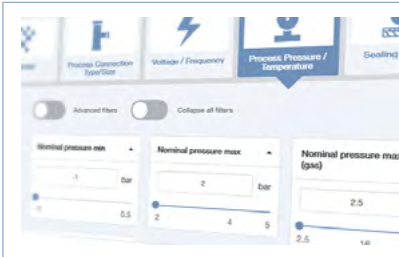 Process Connection
Type/Size
Voltage / Frequency
Process Pressure /
Temperature
Sealing
Advanced filters
Collapse all filters
Nominal pressure min
Nominal pressure max
Nominal pressure max
(gas)
-1 bar
2 bar
2.5
-1 0.5
2 4 5
2.5 16